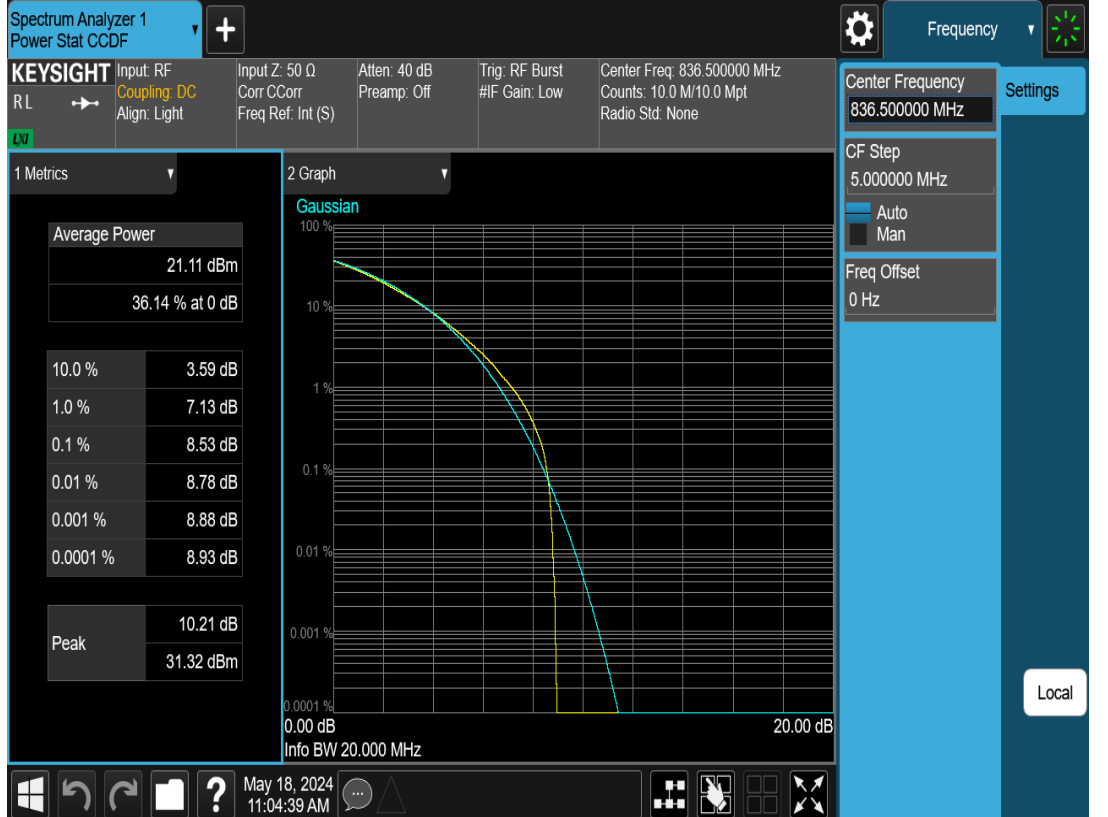 Spectrum Analyzer 1
Power Stat CCDF
+
Frequency
KEYSIGHT
RL
LXI
Input: RF
Coupling: DC
Align: Light
Input Z: 50 Ω
Corr CCorr
Freq Ref: Int (S)
Atten: 40 dB
Preamp: Off
Trig: RF Burst
#IF Gain: Low
Center Freq: 836.500000 MHz
Counts: 10.0 M/10.0 Mpt
Radio Std: None
Center Frequency
836.500000 MHz
Settings
CF Step
5.000000 MHz
Auto
Man
Freq Offset
0 Hz
Local
1 Metrics
Average Power
21.11 dBm
36.14 % at 0 dB
10.0 % 3.59 dB
1.0 % 7.13 dB
0.1 % 8.53 dB
0.01 % 8.78 dB
0.001 % 8.88 dB
0.0001 % 8.93 dB
Peak
10.21 dB
31.32 dBm
2 Graph
Gaussian
100 %
10 %
1 %
0.1 %
0.01 %
0.001 %
0.0001 %
0.00 dB 20.00 dB
Info BW 20.000 MHz
?
May 18, 2024
11:04:39 AM